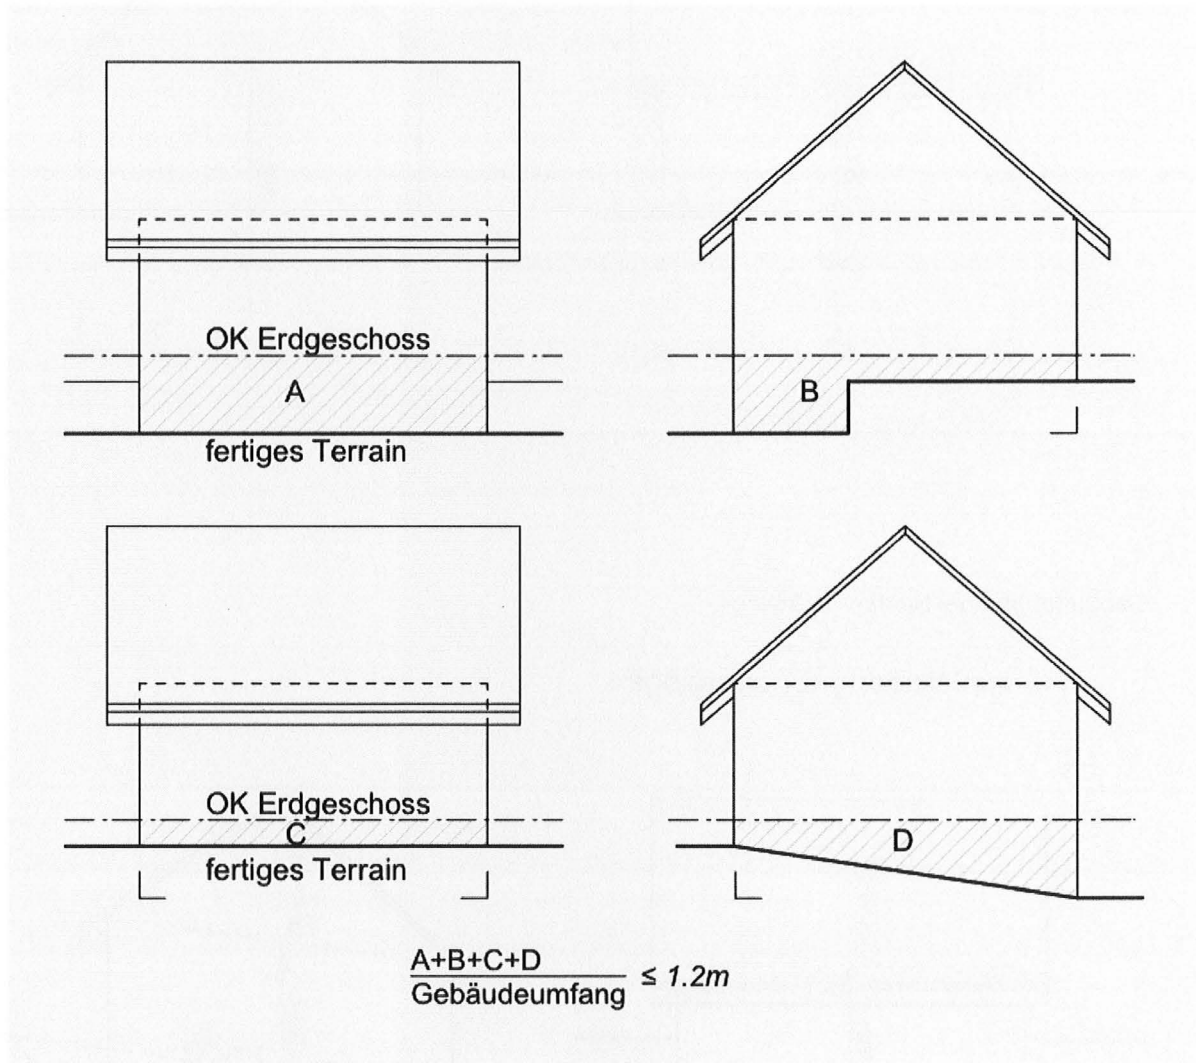 OK Erdgeschoss
A
B
fertiges Terrain
OK Erdgeschoss
C
D
fertiges Terrain
A+B+C+D
Gebäudeumfang
≤ 1.2m